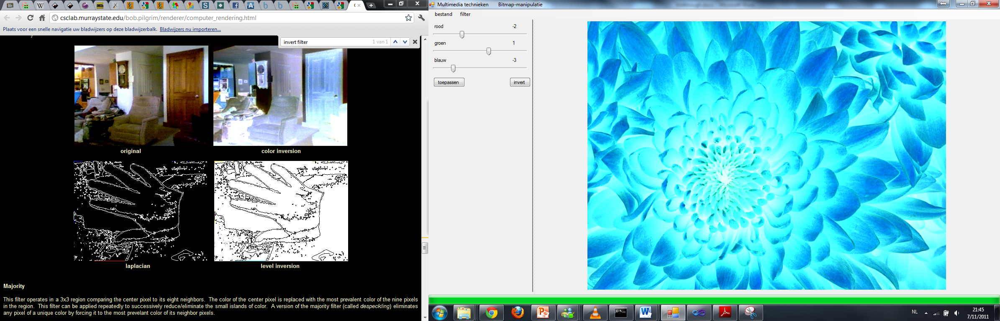 csclab.murraystate.edu/bob.pilgrim/renderer/computer_rendering.html
Plaats voor een snelle navigatie uw bladwijzers op deze bladwijzerbalk. Bladwijzers nu importeren...
invert filter 1 van 1
original color inversion
laplacian level inversion
Majority
This filter operates in a 3x3 region comparing the center pixel to its eight neighbors. The color of the center pixel is replaced with the most prevalent color of the nine pixels
in the region. This filter can be applied repeatedly to successively reduce/eliminate the small islands of color. A version of the majority filter (called despeckling) eliminates
any pixel of a unique color by forcing it to the most prevelant color of its neighbor pixels.
Multimedia technieken Bitmap-manipulatie
bestand filter
rood -2
groen 1
blauw -3
toepassen invert
NL
21:45
7/11/2011